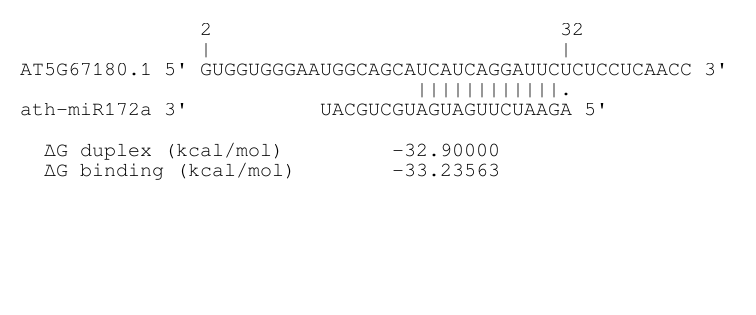 2 32
| |
AT5G67180.1 5' GUGGUGGGAAUGGCAGCAUCAUCAGGAUUCUCUCCUCAACC 3'
||||||||||||.
ath-miR172a 3' UACGUCGUAGUAGUUCUAAGA 5'
ΔG duplex (kcal/mol) -32.90000
ΔG binding (kcal/mol) -33.23563